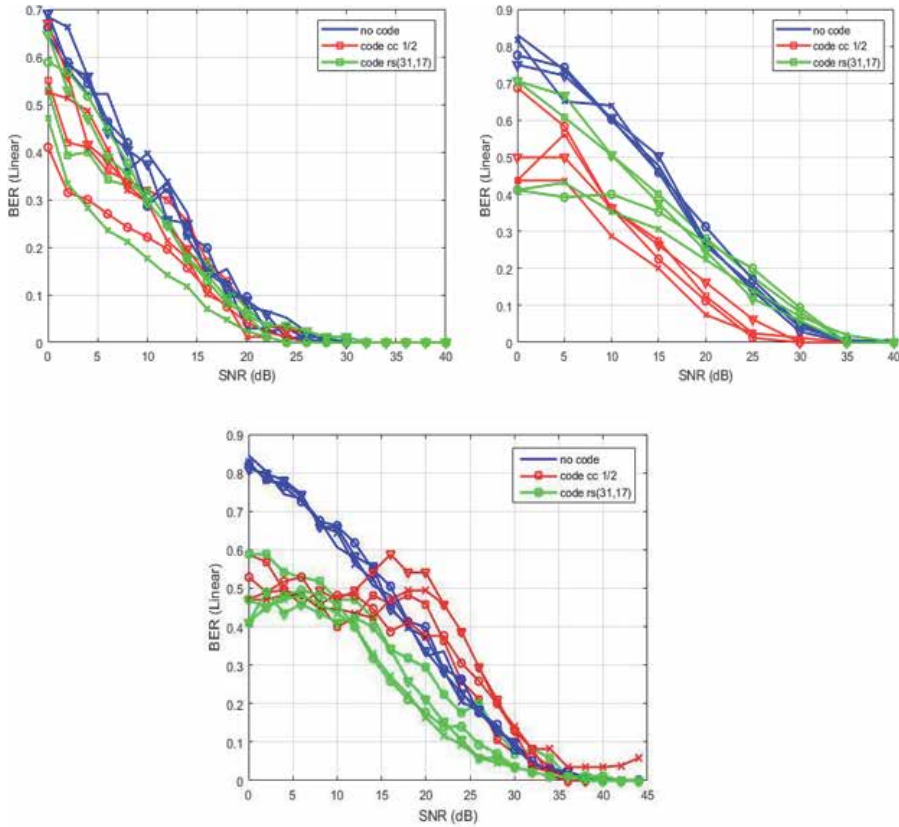 0.7
0.6
0.5
0.4
0.3
0.2
0.1
0
BER (Linear)
0 5 10 15 20 25 30 35 40
SNR (dB)
no code
code cc 1/2
code rs(31,17)
0.9
0.8
0.7
0.6
0.5
0.4
0.3
0.2
0.1
0
BER (Linear)
0 5 10 15 20 25 30 35 40
SNR (dB)
no code
code cc 1/2
code rs(31,17)
0.9
0.8
0.7
0.6
0.5
0.4
0.3
0.2
0.1
0
BER (Linear)
0 5 10 15 20 25 30 35 40 45
SNR (dB)
no code
code cc 1/2
code rs(31,17)